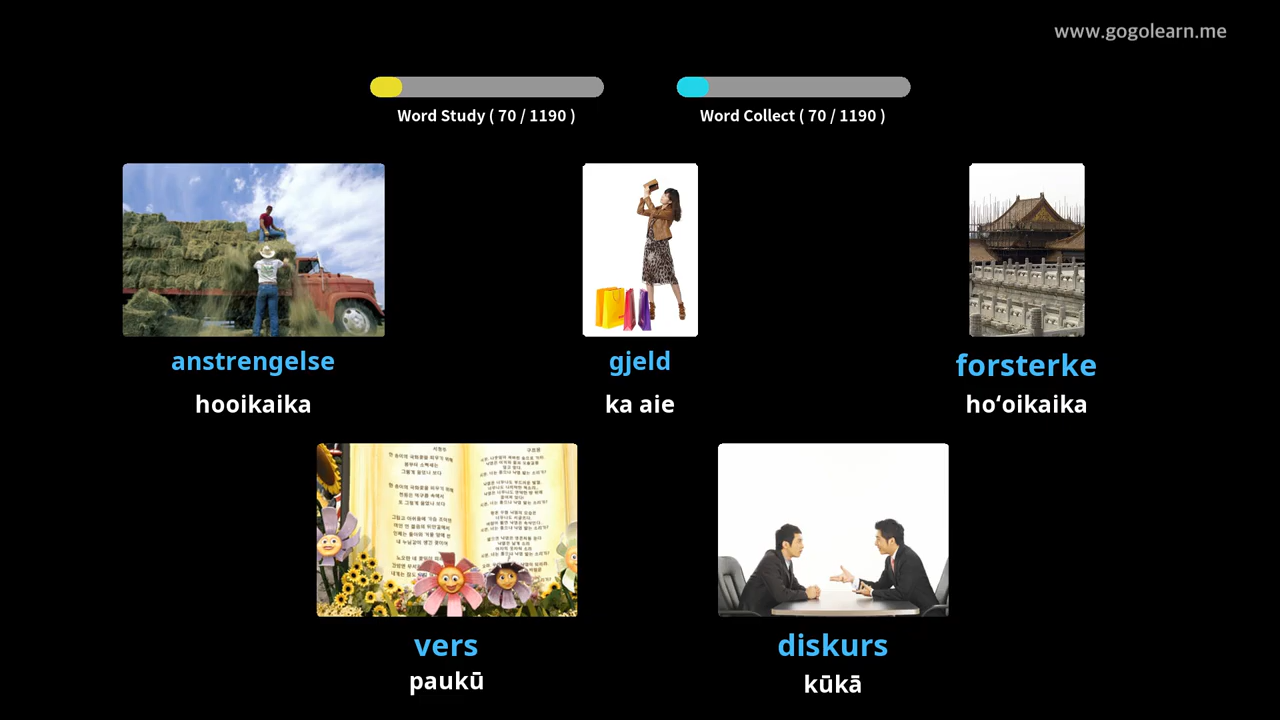 www.gogolearn.me
Word Study ( 70 / 1190 )
Word Collect ( 70 / 1190 )
anstrengelse
gjeld
forsterke
hooikaika
ka aie
hoʻoikaika
vers
diskurs
paukū
kūkā